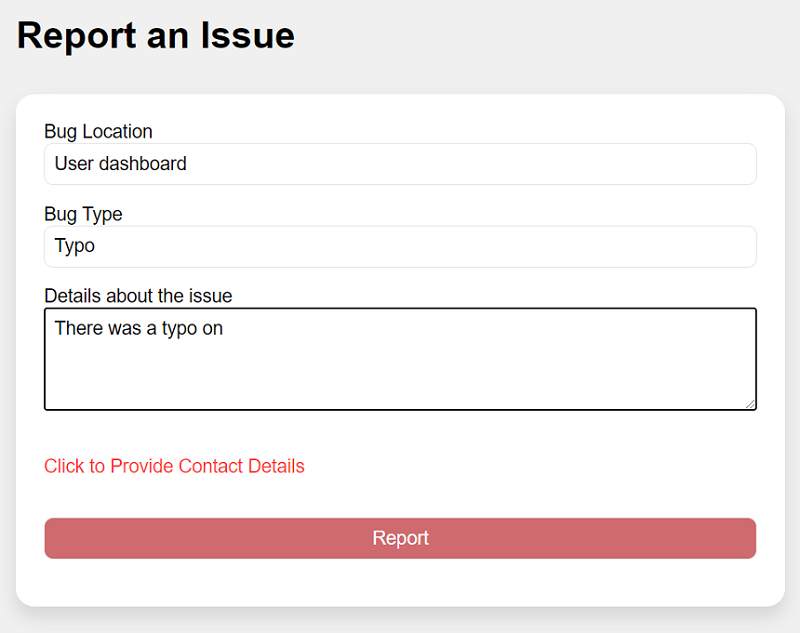 Report an Issue
Bug Location
User dashboard
Bug Type
Typo
Details about the issue
There was a typo on
Click to Provide Contact Details
Report